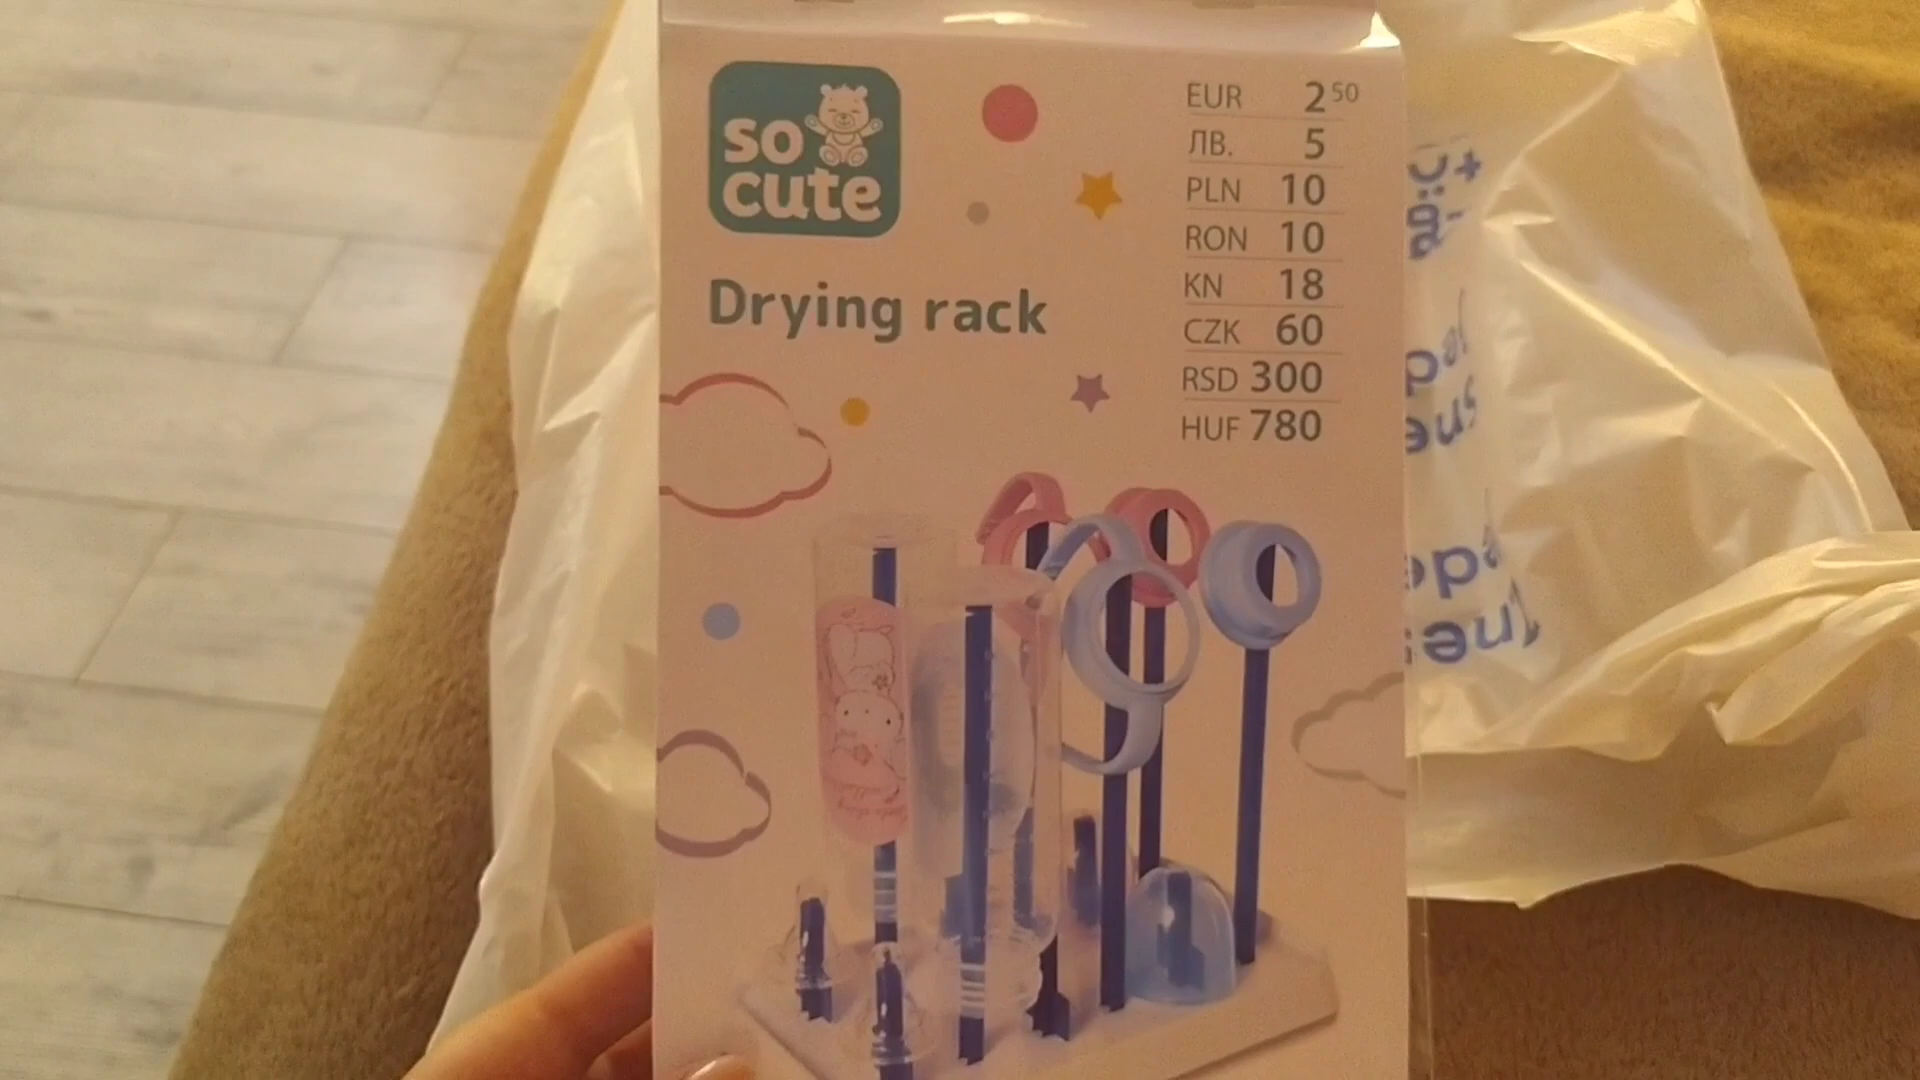 so
cute
Drying rack
EUR 2 50
ЛВ. 5
PLN 10
RON 10
KN 18
CZK 60
RSD 300
HUF 780